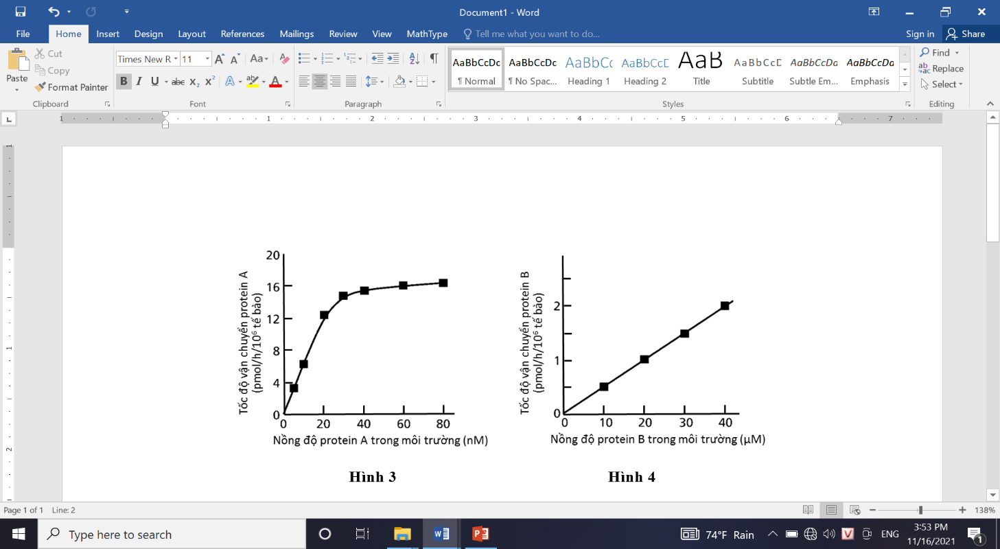 Document1 - Word
File Home Insert Design Layout References Mailings Review View MathType Tell me what you want to do... Sign in Share
Paste
Cut
Copy
Format Painter
Clipboard
Times New R 11
Font
Paragraph
AaBbCcDc AaBbCcDc AaBbCc AaBbCcD AaB AaBbCcD AaBbCcDa AaBbCcDa
¶ Normal ¶ No Spac... Heading 1 Heading 2 Title Subtitle Subtle Em... Emphasis
Styles
Find
Replace
Select
Editing
1 1 2 3 4 5 6 7
1
1
2
Tốc độ vận chuyển protein A
(pmol/h/10⁶ tế bào)
20
16
12
8
4
0
0 20 40 60 80
Nồng độ protein A trong môi trường (nM)
Hình 3
Tốc độ vận chuyển protein B
(pmol/h/10⁶ tế bào)
2
1
0
0 10 20 30 40
Nồng độ protein B trong môi trường (µM)
Hình 4
Page 1 of 1 Line: 2
138%
Type here to search
74°F Rain
ENG
3:53 PM
11/16/2021
1